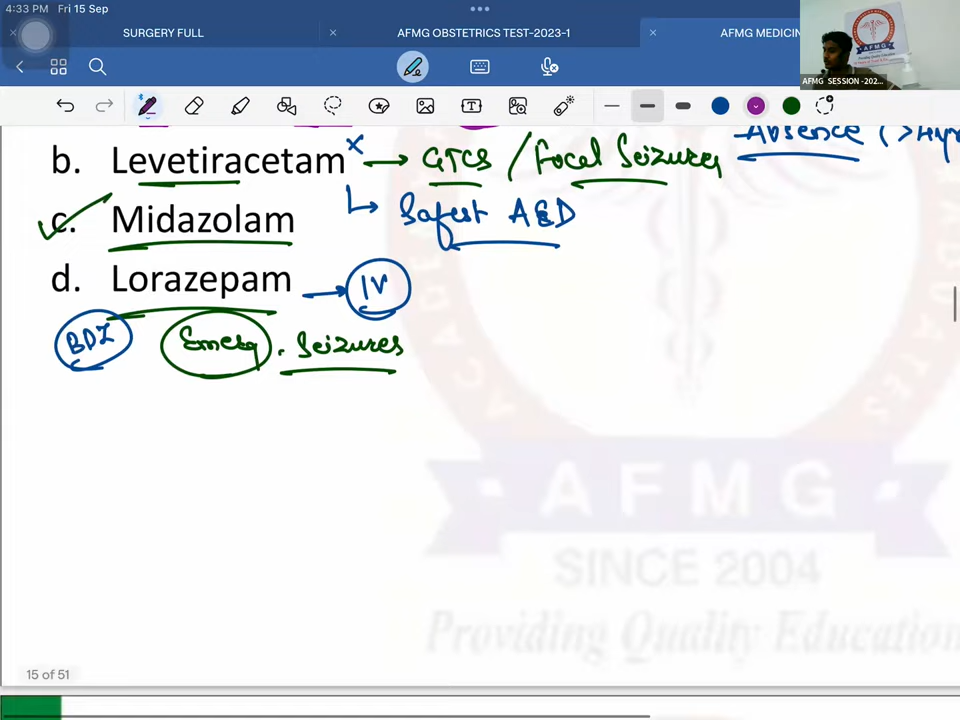 4:33 PM Fri 15 Sep
SURGERY FULL
AFMG OBSTETRICS TEST-2023-1
AFMG MEDICIN
AFMG
AFMG SESSION -202...
Absence (>4yrs
b. Levetiracetam x → GTCS / Focal Seizures
c. Midazolam
↳ Safest AED
d. Lorazepam → IV
BDZ Emerg. Seizures
AFMG
SINCE 2004
Providing Quality Education
15 of 51